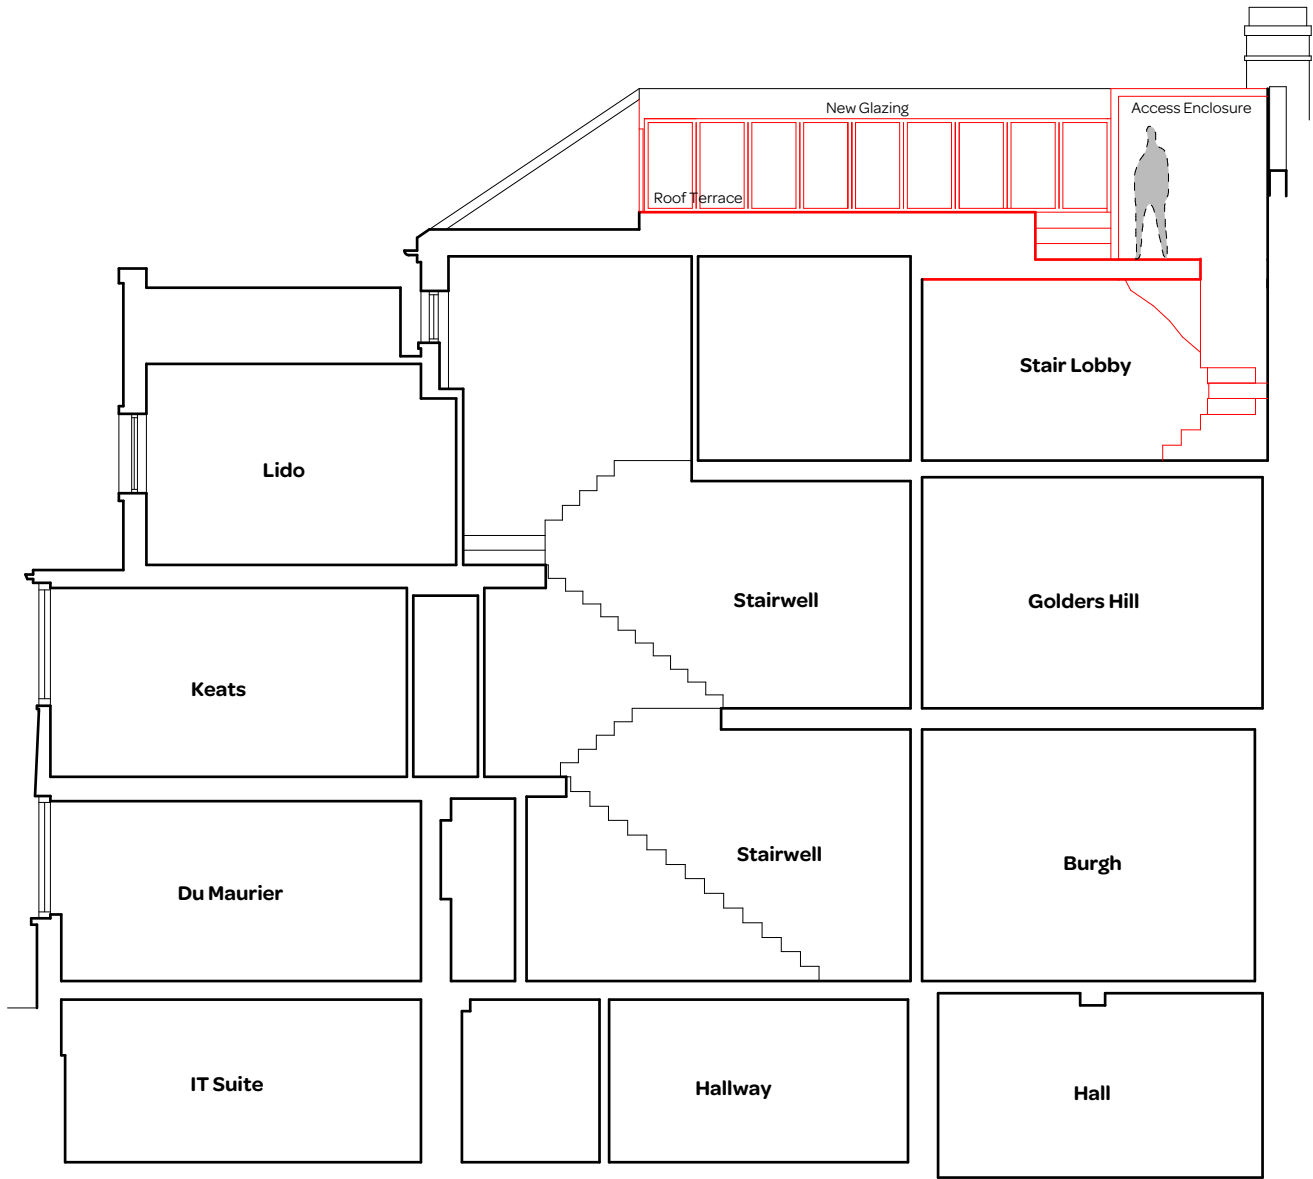 New Glazing
Access Enclosure
Roof Terrace
Stair Lobby
Lido
Stairwell
Golders Hill
Keats
Stairwell
Burgh
Du Maurier
IT Suite
Hallway
Hall